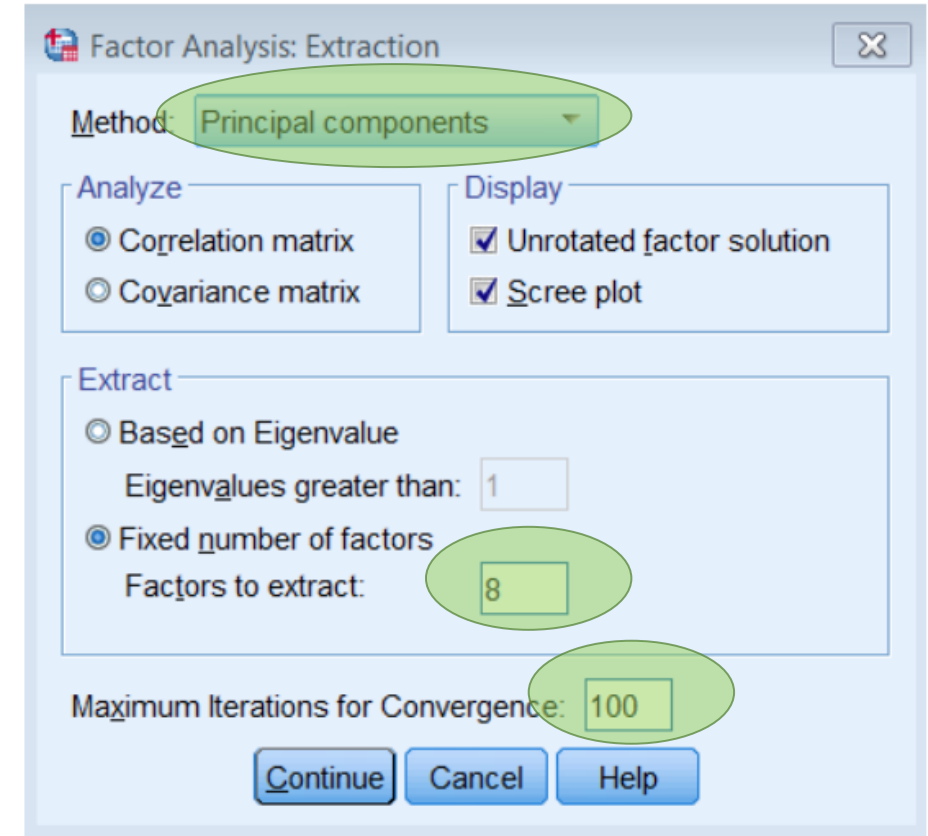 Factor Analysis: Extraction
Method: Principal components
Analyze
Correlation matrix
Covariance matrix
Display
Unrotated factor solution
Scree plot
Extract
Based on Eigenvalue
Eigenvalues greater than: 1
Fixed number of factors
Factors to extract: 8
Maximum Iterations for Convergence: 100
Continue Cancel Help